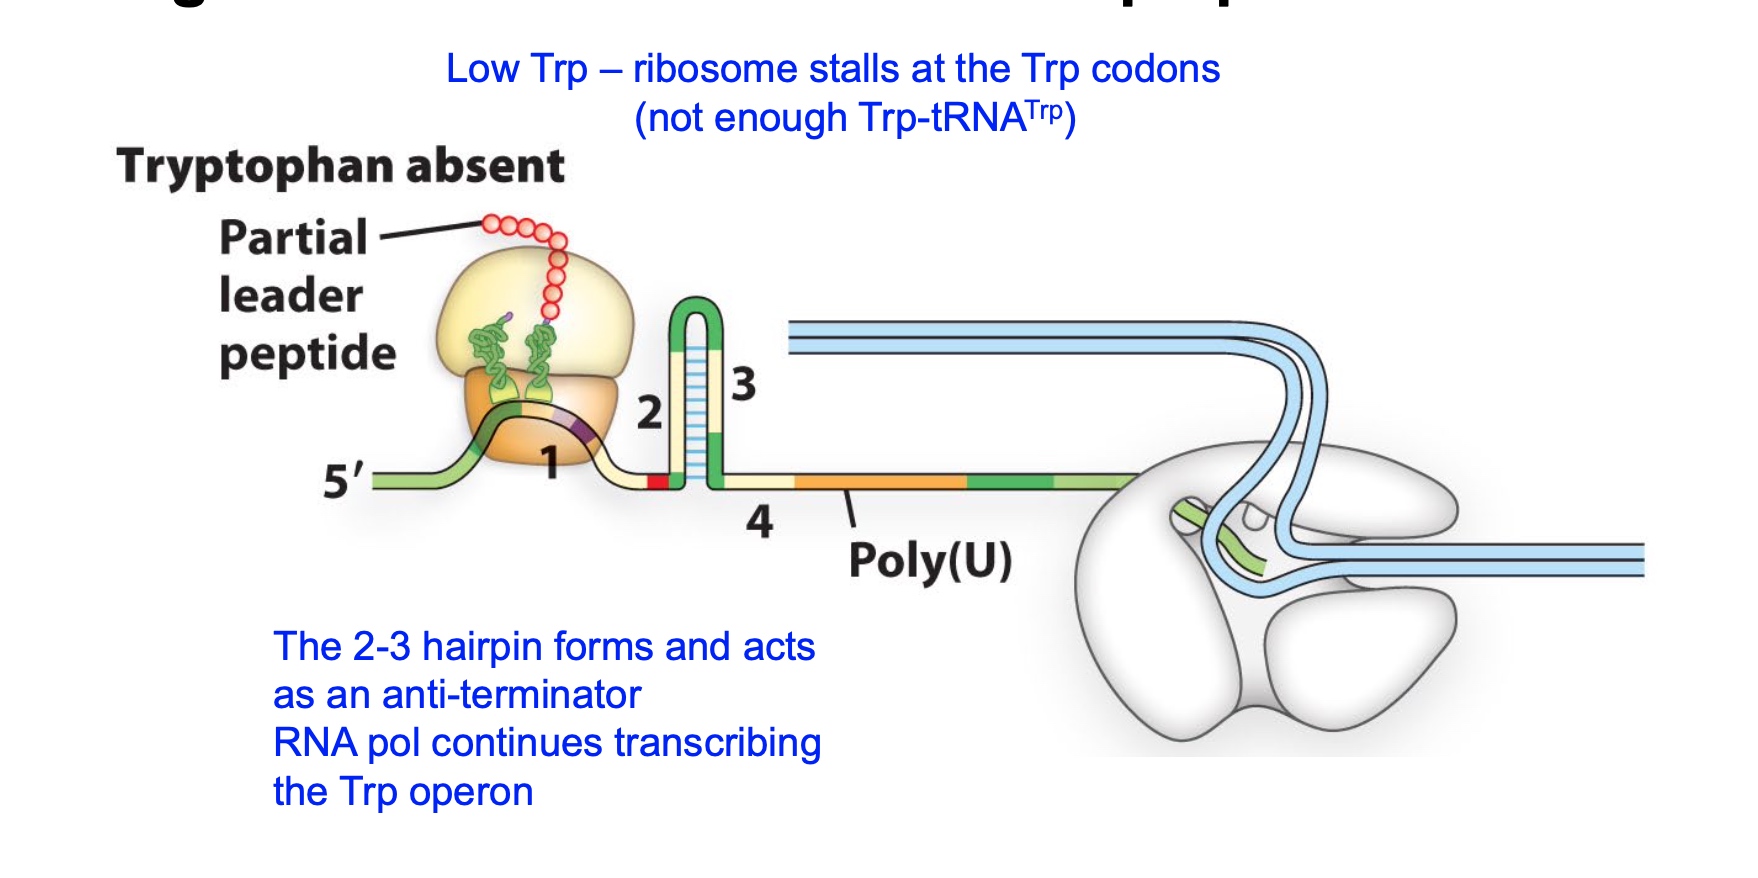 Low Trp – ribosome stalls at the Trp codons
(not enough Trp-tRNAᵀʳᵖ)
Tryptophan absent
Partial
leader
peptide
2
3
1
5′
4
Poly(U)
The 2-3 hairpin forms and acts
as an anti-terminator
RNA pol continues transcribing
the Trp operon